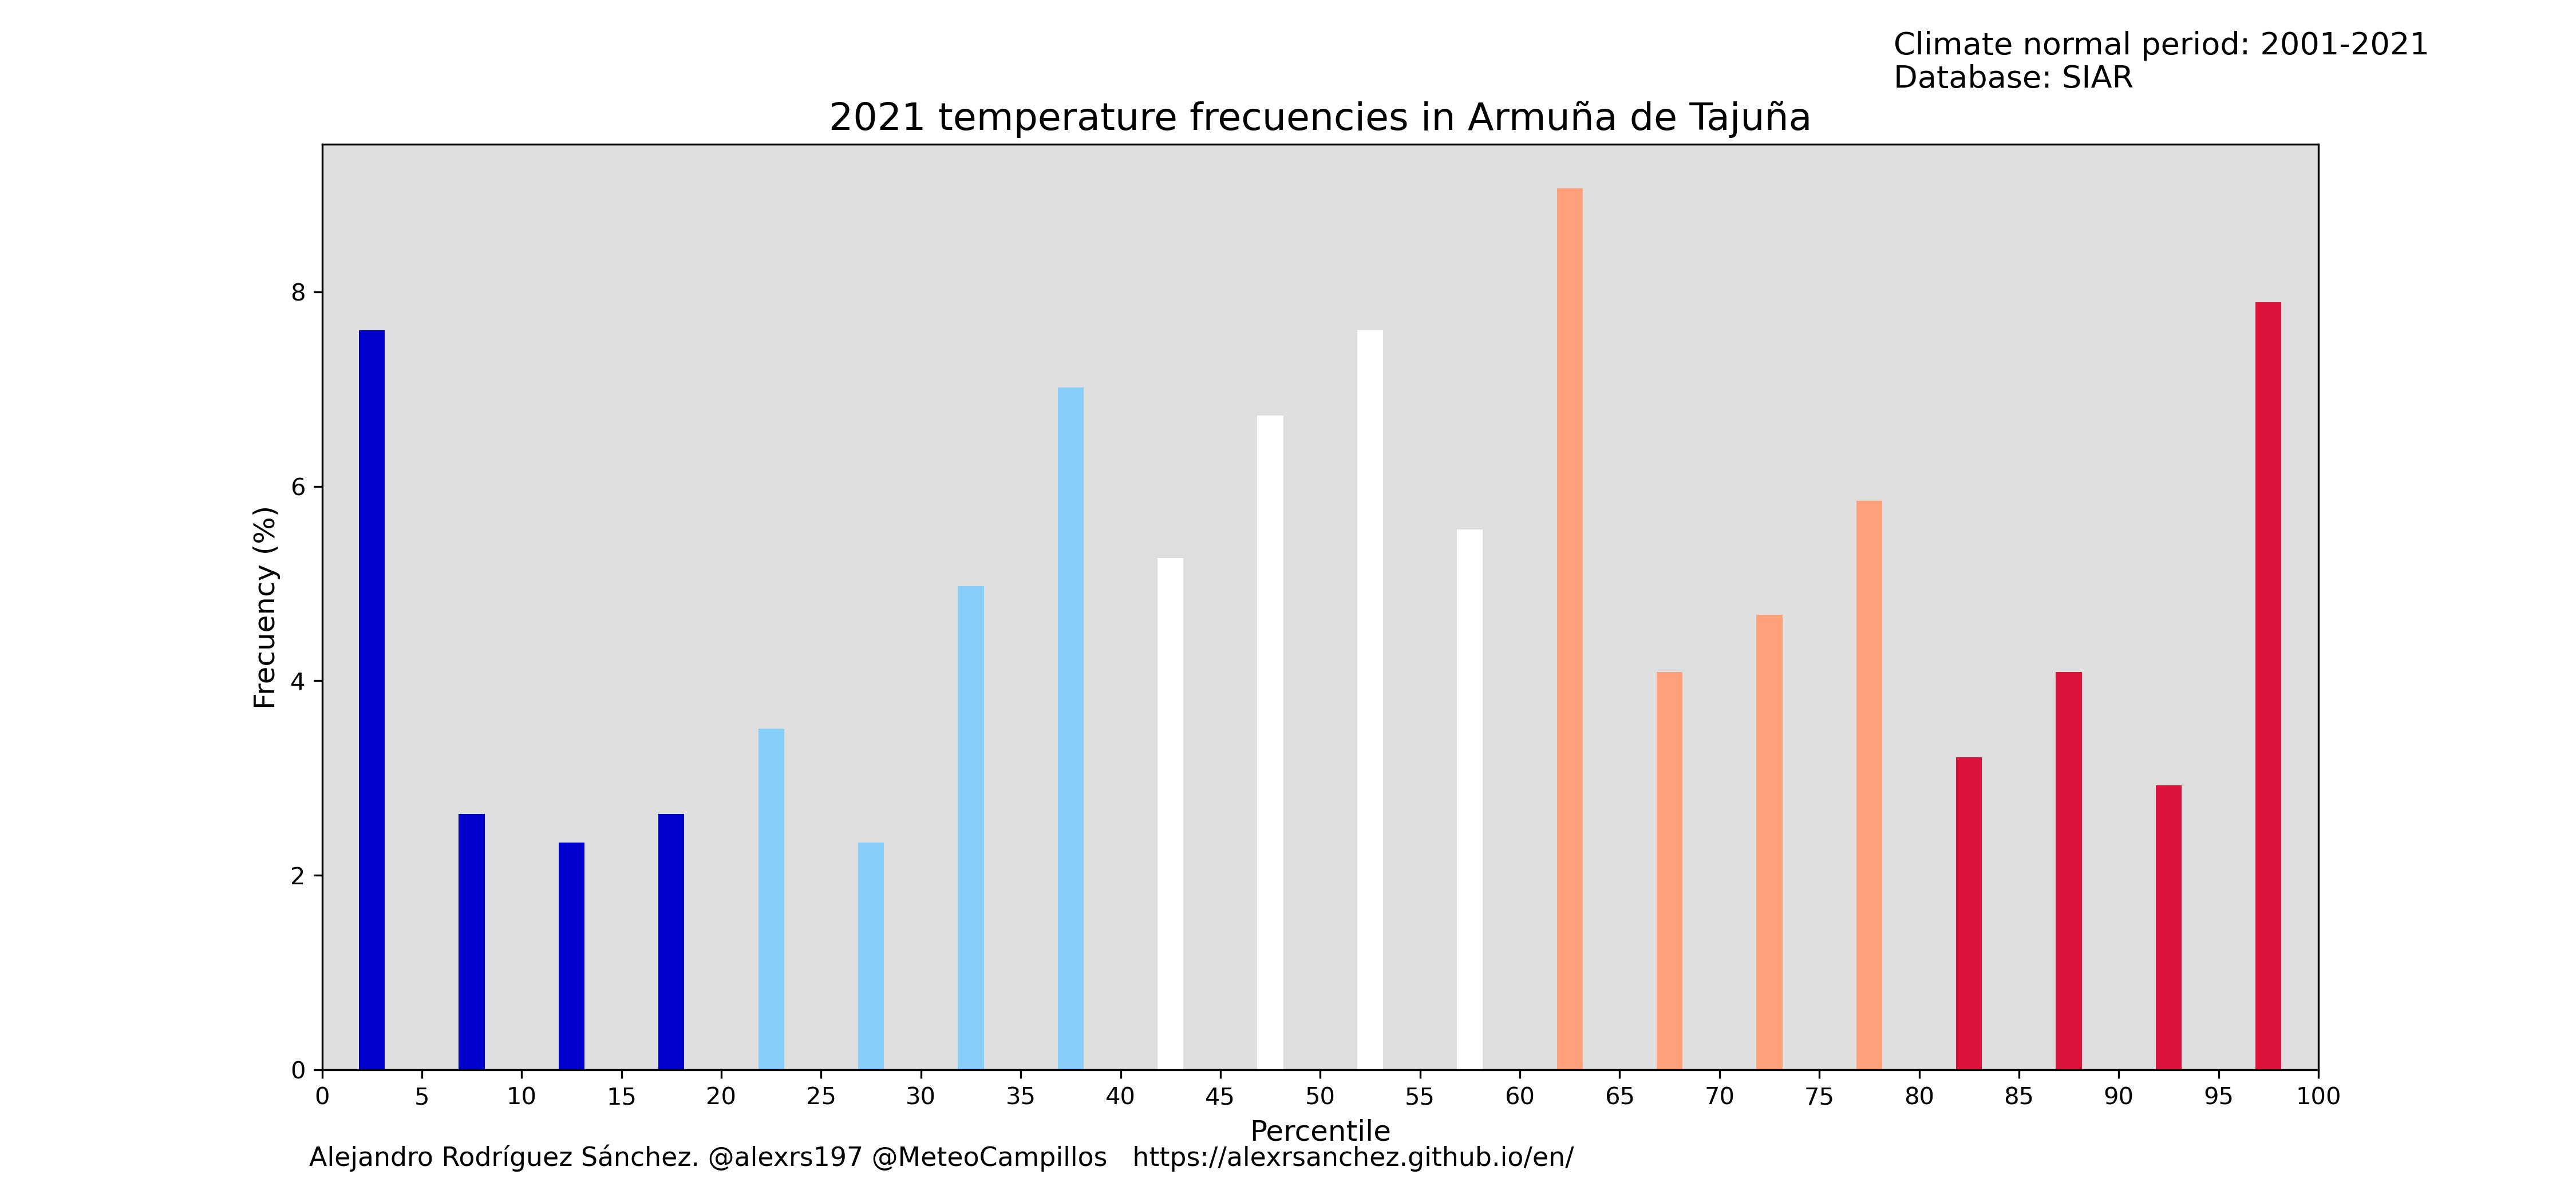 Climate normal period: 2001-2021
Database: SIAR
2021 temperature frecuencies in Armuña de Tajuña
Frecuency (%)
8
6
4
2
0
0 5 10 15 20 25 30 35 40 45 50 55 60 65 70 75 80 85 90 95 100
Percentile
Alejandro Rodríguez Sánchez. @alexrs197 @MeteoCampillos https://alexrsanchez.github.io/en/